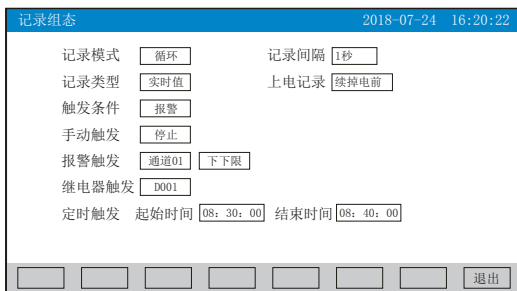 记录组态 2018-07-24 16:20:22
记录模式 循环 记录间隔 1秒
记录类型 实时值 上电记录 续掉电前
触发条件 报警
手动触发 停止
报警触发 通道01 下下限
继电器触发 D001
定时触发 起始时间 08：30：00 结束时间 08：40：00
退出